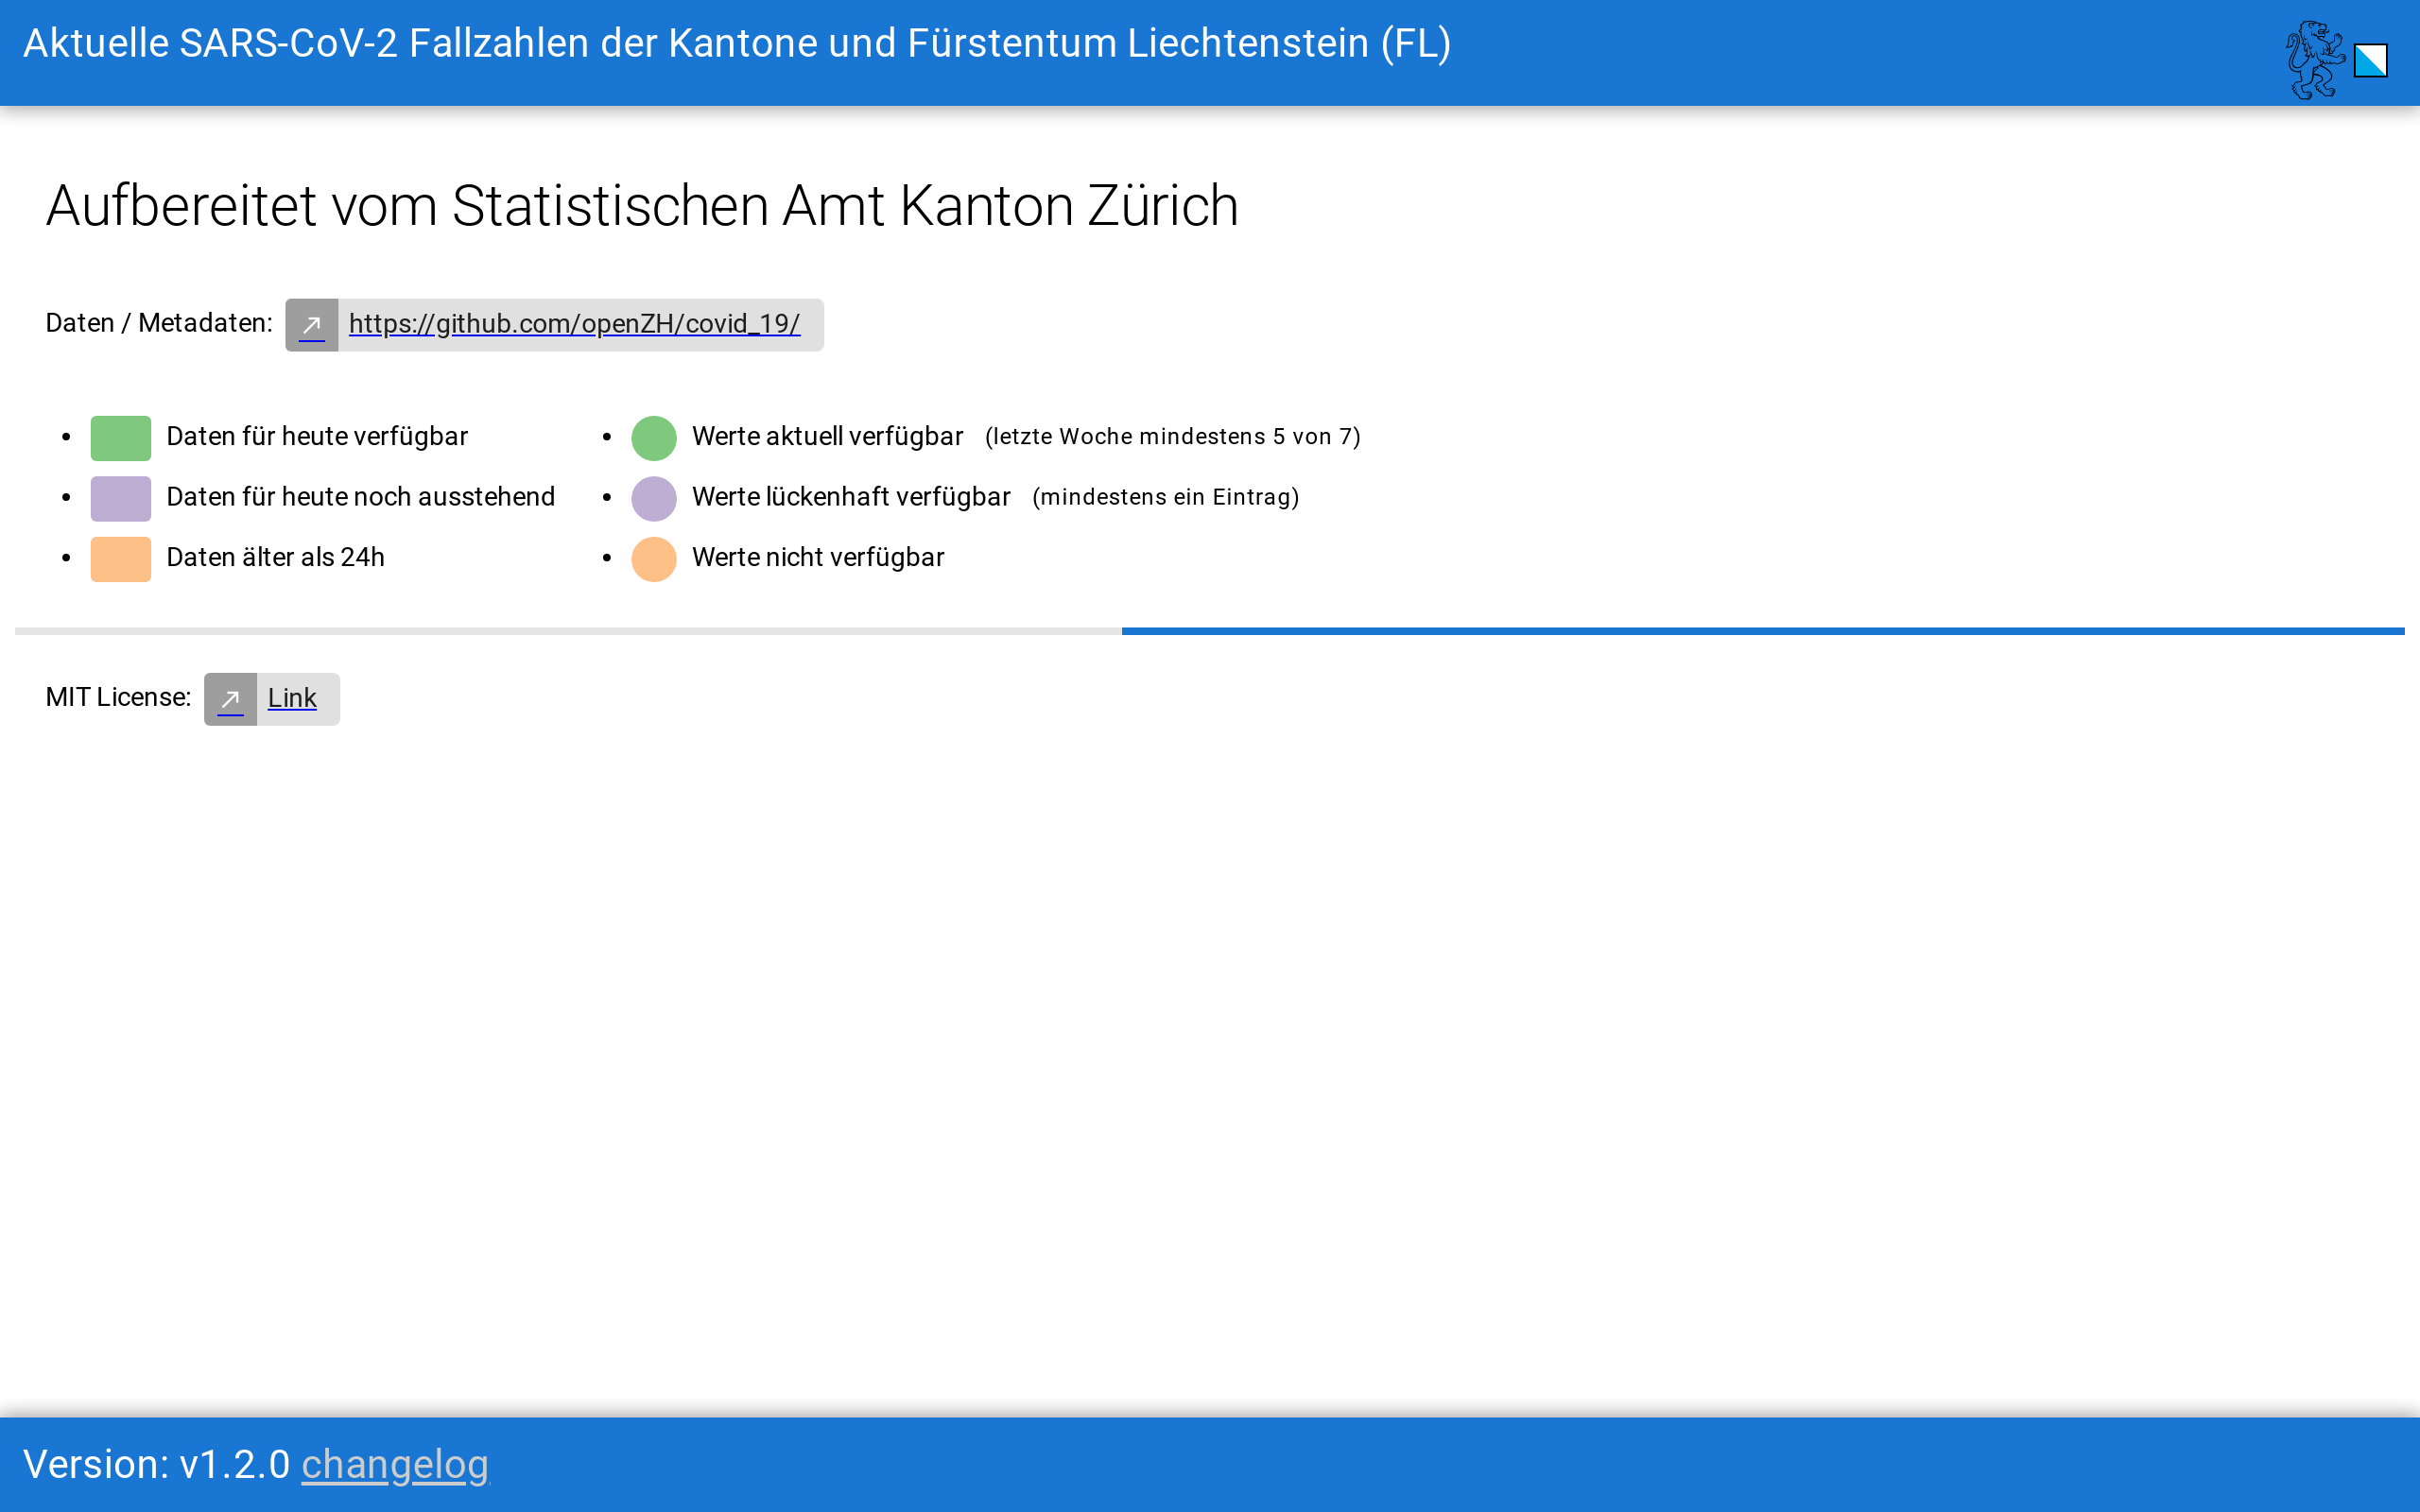 Aktuelle SARS-CoV-2 Fallzahlen der Kantone und Fürstentum Liechtenstein (FL)
Aufbereitet vom Statistischen Amt Kanton Zürich
Daten / Metadaten: https://github.com/openZH/covid_19/
Daten für heute verfügbar
Daten für heute noch ausstehend
Daten älter als 24h
Werte aktuell verfügbar (letzte Woche mindestens 5 von 7)
Werte lückenhaft verfügbar (mindestens ein Eintrag)
Werte nicht verfügbar
MIT License: Link
Version: v1.2.0 changelog